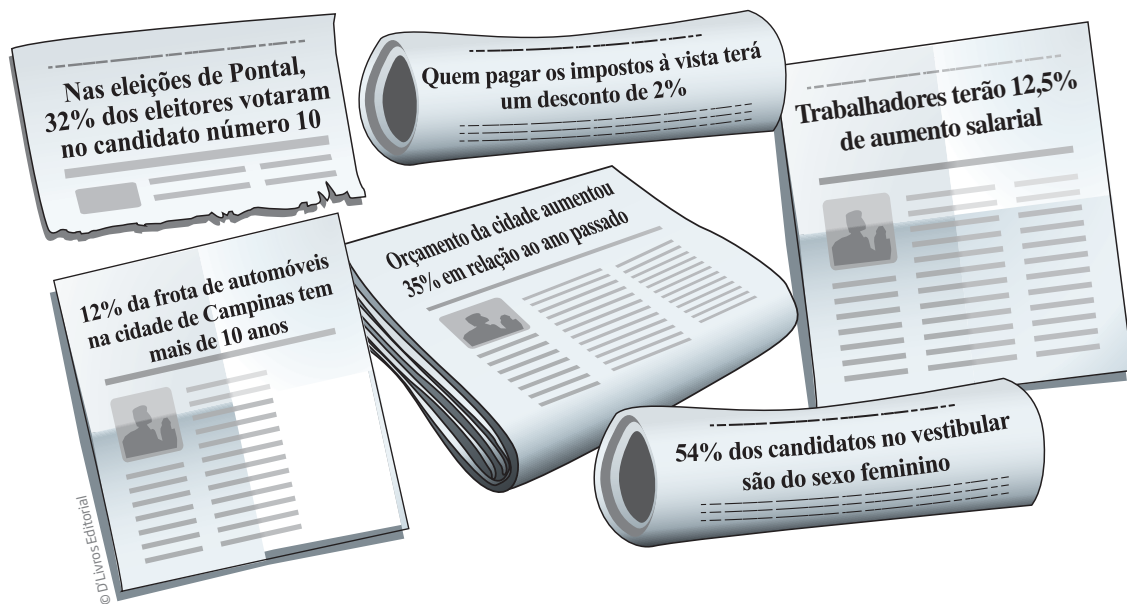 Nas eleições de Pontal,
32% dos eleitores votaram
no candidato número 10
Quem pagar os impostos à vista terá
um desconto de 2%
Trabalhadores terão 12,5%
de aumento salarial
12% da frota de automóveis
na cidade de Campinas tem
mais de 10 anos
Orçamento da cidade aumentou
35% em relação ao ano passado
54% dos candidatos no vestibular
são do sexo feminino
© D'Livros Editorial